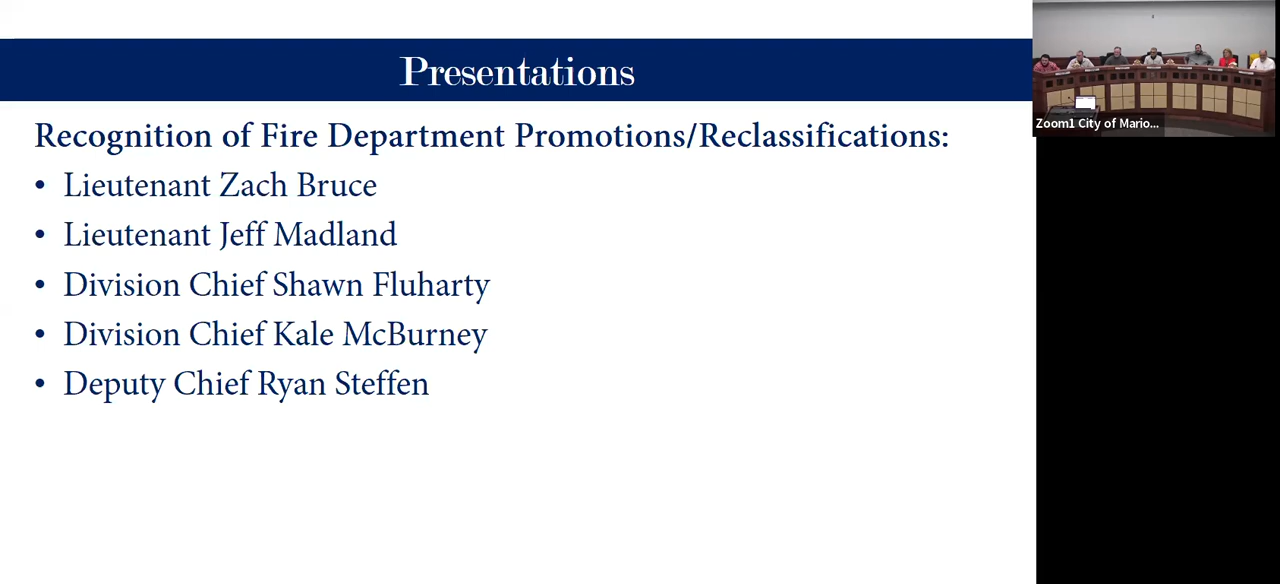 Presentations
Recognition of Fire Department Promotions/Reclassifications:
• Lieutenant Zach Bruce
• Lieutenant Jeff Madland
• Division Chief Shawn Fluharty
• Division Chief Kale McBurney
• Deputy Chief Ryan Steffen
Zoom1 City of Mario...